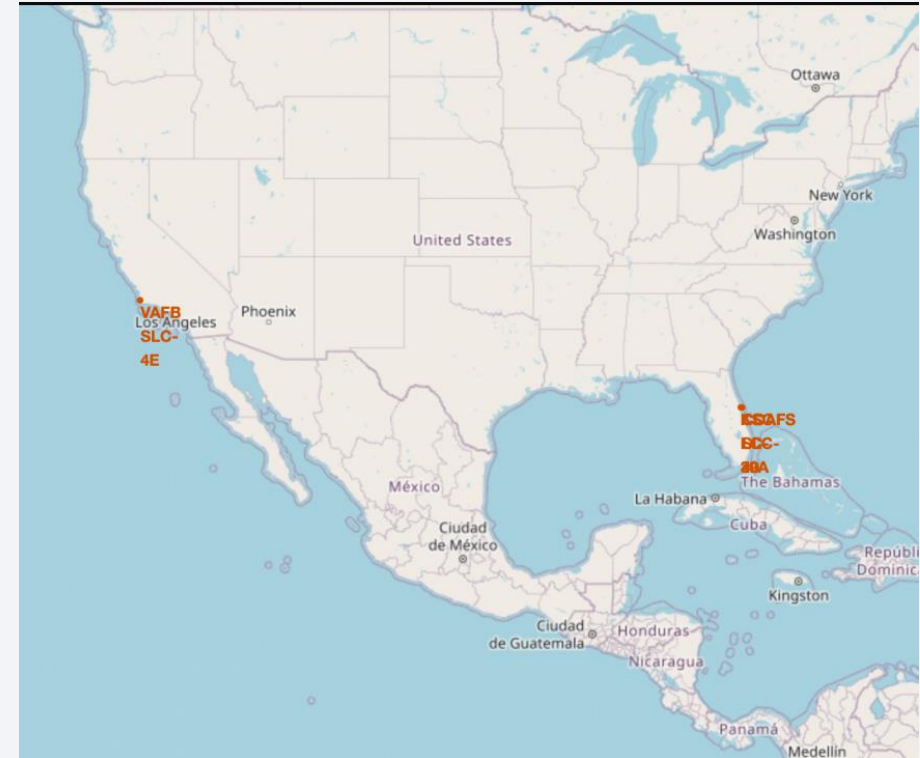 Ottawa
New York
Washington
United States
VAFB
Los Angeles
SLC-
4E
Phoenix
The Bahamas
México
La Habana
Cuba
Ciudad
de México
Repúbli
Dominic
Kingston
Ciudad
de Guatemala
Honduras
Nicaragua
Panamá
Medellín